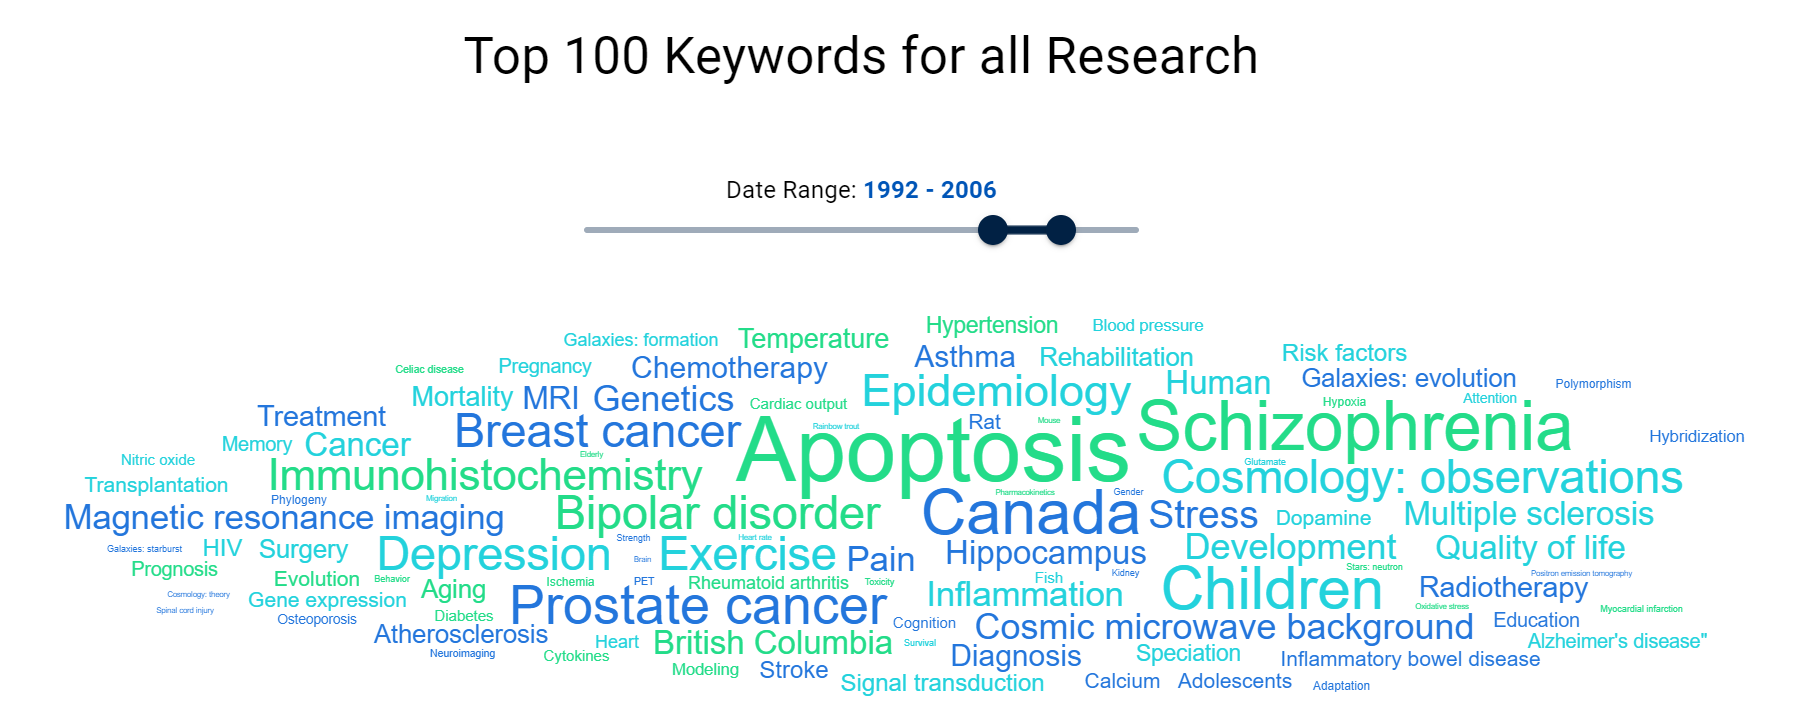 Top 100 Keywords for all Research
Date Range: 1992 - 2006
Hypertension Blood pressure
Galaxies: formation Temperature
Celiac disease Pregnancy Chemotherapy Asthma Rehabilitation Risk factors
Mortality MRI Genetics Cardiac output Epidemiology Human Galaxies: evolution Polymorphism
Hypoxia Attention
Treatment Breast cancer Rainbow trout Rat Mouse Schizophrenia
Memory Cancer Elderly Apoptosis Hybridization
Nitric oxide Immunohistochemistry Glutamate Cosmology: observations
Transplantation Phylogeny Migration Pharmacokinetics Gender
Magnetic resonance imaging Bipolar disorder Canada Stress Dopamine Multiple sclerosis
Galaxies: starburst HIV Surgery Depression Strength Heart rate Exercise Pain Hippocampus Development Quality of life
Brain
Prognosis Evolution Behavior Aging Ischemia PET Rheumatoid arthritis Toxicity Fish Kidney Stars: neutron Positron emission tomography
Cosmology: theory Gene expression Prostate cancer Inflammation Children Radiotherapy
Spinal cord injury Osteoporosis Diabetes Oxidative stress Myocardial infarction
Atherosclerosis Heart British Columbia Cognition Cosmic microwave background Education
Neuroimaging Cytokines Survival Diagnosis Speciation Inflammatory bowel disease Alzheimer's disease"
Modeling Stroke Signal transduction Calcium Adolescents Adaptation